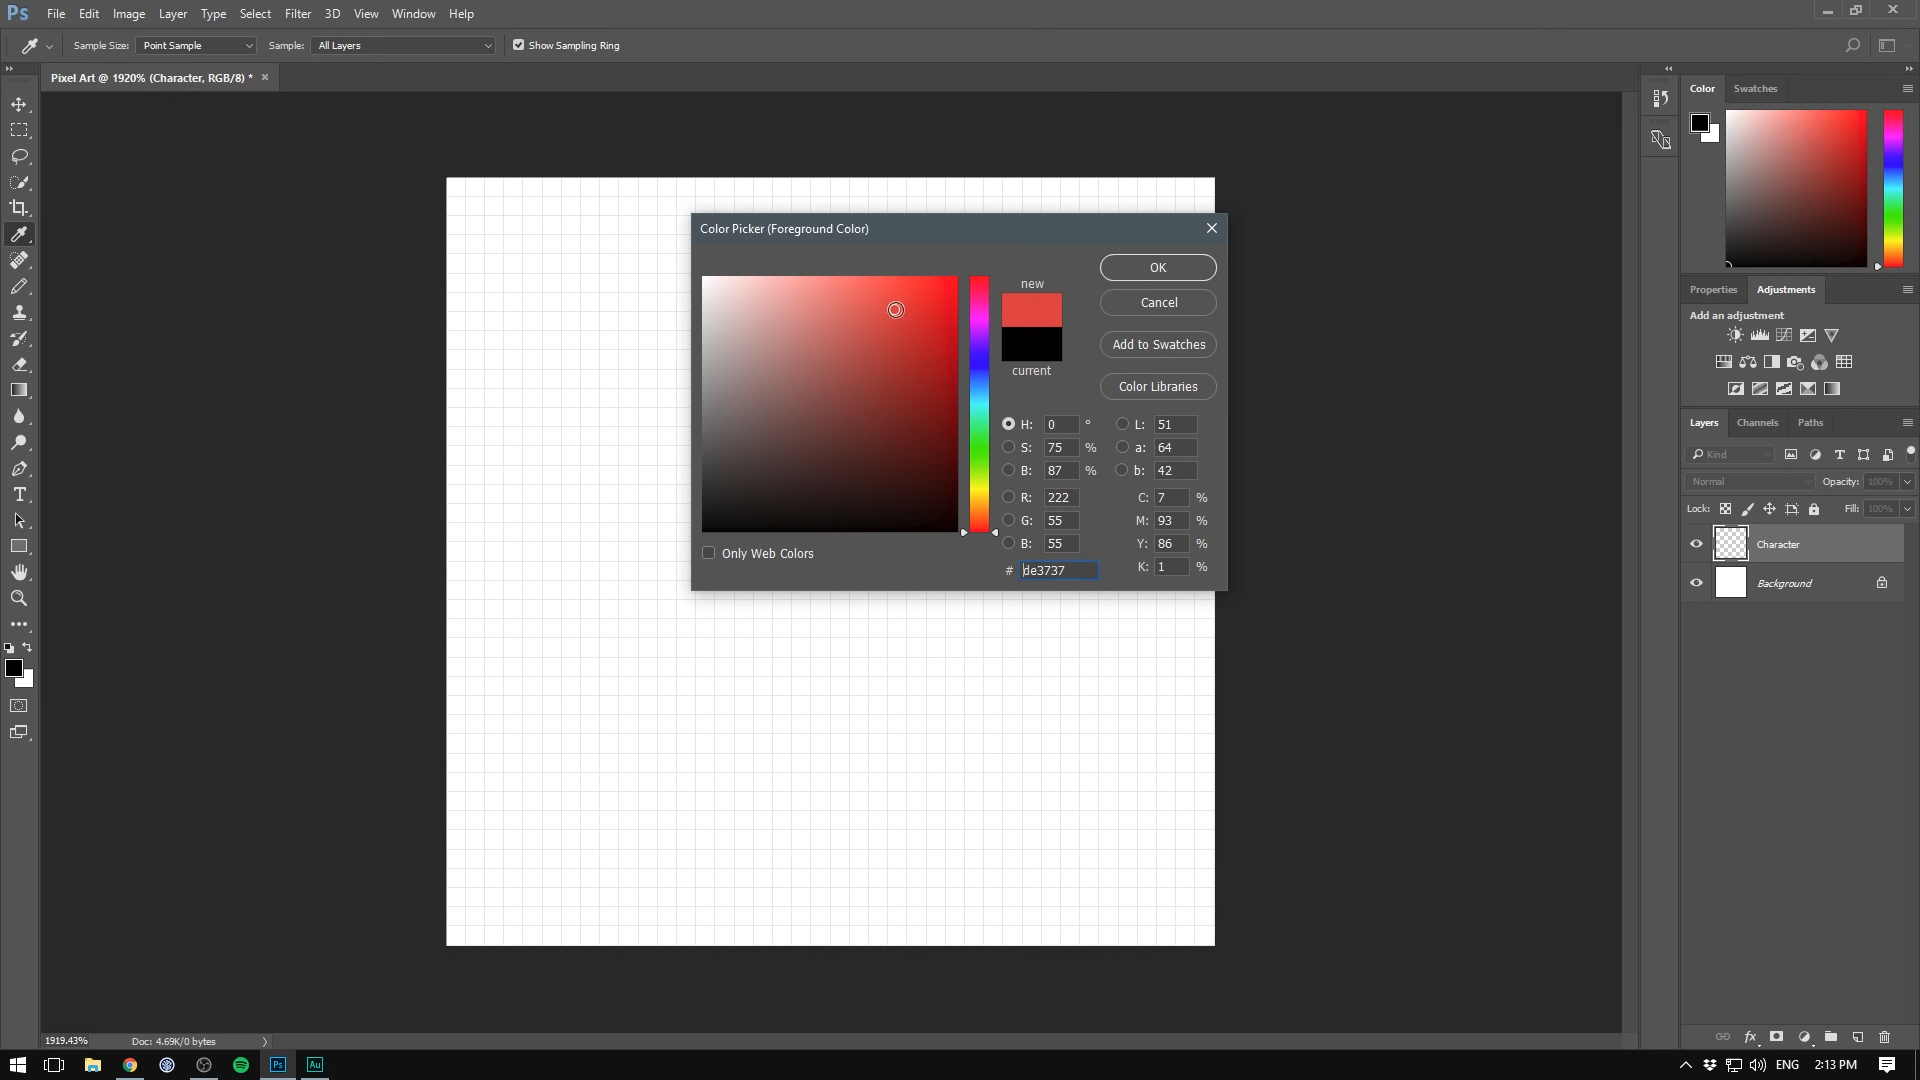 Ps File Edit Image Layer Type Select Filter 3D View Window Help
Sample Size: Point Sample Sample: All Layers Show Sampling Ring
Pixel Art @ 1920% (Character, RGB/8) *
Color Swatches
Color Picker (Foreground Color)
new
current
OK
Cancel
Add to Swatches
Color Libraries
H: 0 ° L: 51
S: 75 % a: 64
B: 87 % b: 42
R: 222 C: 7 %
G: 55 M: 93 %
B: 55 Y: 86 %
# de3737 K: 1 %
Only Web Colors
Properties Adjustments
Add an adjustment
Layers Channels Paths
Kind
Normal Opacity: 100%
Lock: Fill: 100%
Character
Background
1919.43% Doc: 4.69K/0 bytes
Ps Au ENG 2:13 PM